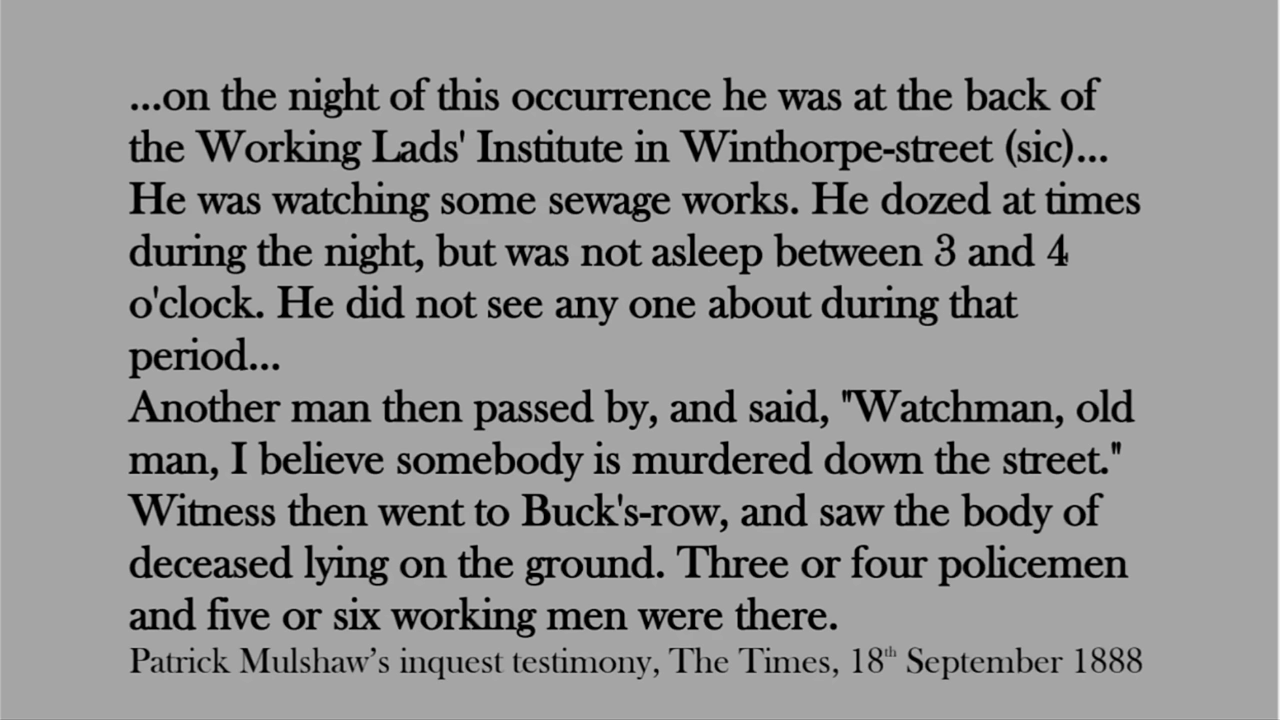 ...on the night of this occurrence he was at the back of
the Working Lads' Institute in Winthorpe-street (sic)...
He was watching some sewage works. He dozed at times
during the night, but was not asleep between 3 and 4
o'clock. He did not see any one about during that
period...
Another man then passed by, and said, "Watchman, old
man, I believe somebody is murdered down the street."
Witness then went to Buck's-row, and saw the body of
deceased lying on the ground. Three or four policemen
and five or six working men were there.
Patrick Mulshaw’s inquest testimony, The Times, 18th September 1888